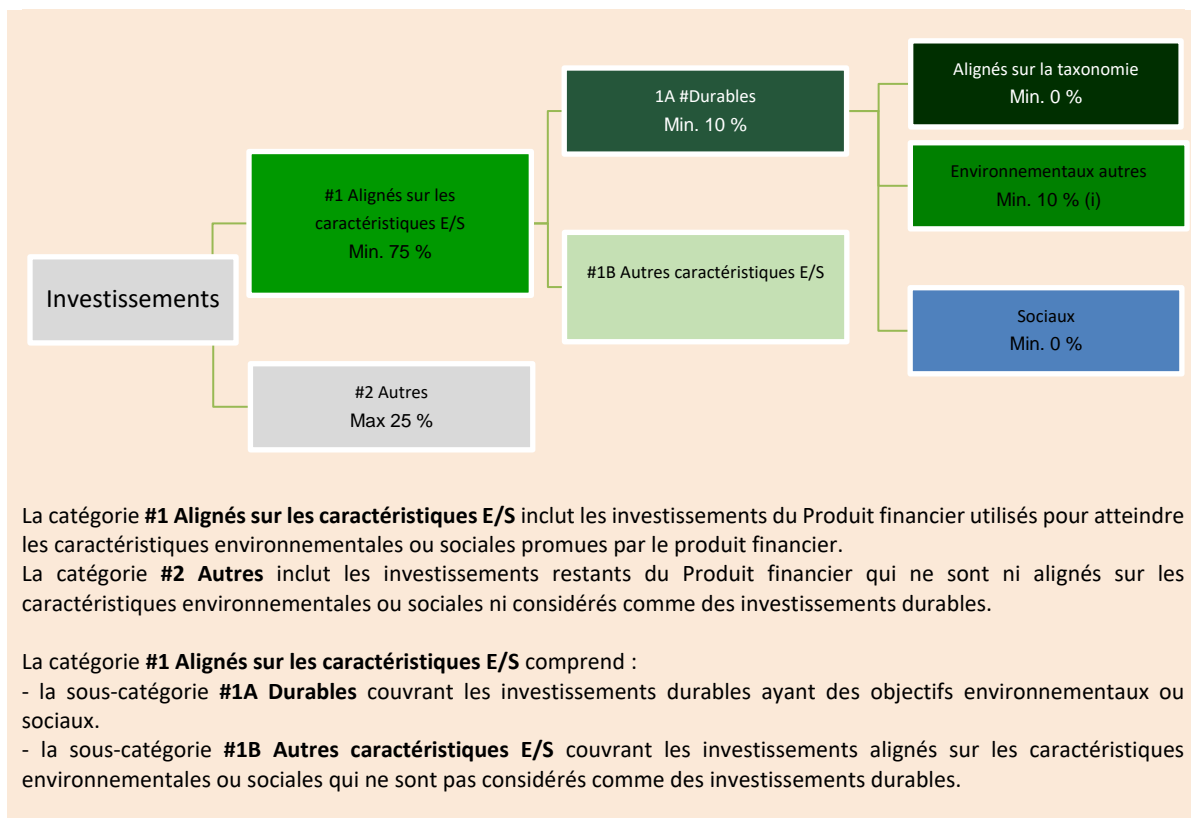 Investissements
#1 Alignés sur les
caractéristiques E/S
Min. 75 %
#2 Autres
Max 25 %
1A #Durables
Min. 10 %
#1B Autres caractéristiques E/S
Alignés sur la taxonomie
Min. 0 %
Environnementaux autres
Min. 10 % (i)
Sociaux
Min. 0 %
La catégorie #1 Alignés sur les caractéristiques E/S inclut les investissements du Produit financier utilisés pour atteindre
les caractéristiques environnementales ou sociales promues par le produit financier.
La catégorie #2 Autres inclut les investissements restants du Produit financier qui ne sont ni alignés sur les
caractéristiques environnementales ou sociales ni considérés comme des investissements durables.
La catégorie #1 Alignés sur les caractéristiques E/S comprend :
- la sous-catégorie #1A Durables couvrant les investissements durables ayant des objectifs environnementaux ou
sociaux.
- la sous-catégorie #1B Autres caractéristiques E/S couvrant les investissements alignés sur les caractéristiques
environnementales ou sociales qui ne sont pas considérés comme des investissements durables.